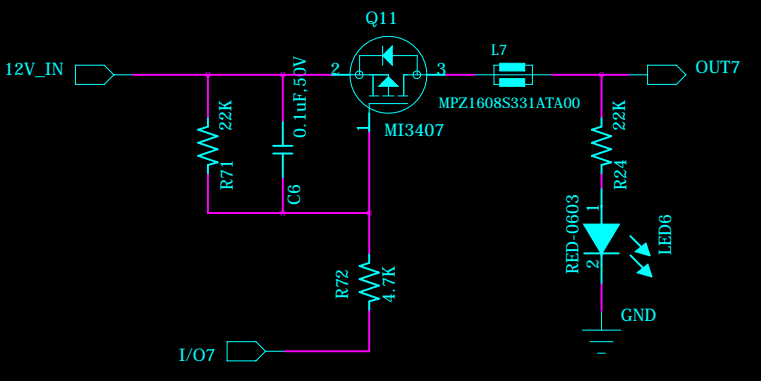 Q11
12V_IN
2
3
L7
OUT7
MPZ1608S331ATA00
22K
R71
0.1uF,50V
C6
1
MI3407
22K
R24
RED-0603
1
2
LED6
R72
4.7K
GND
I/O7